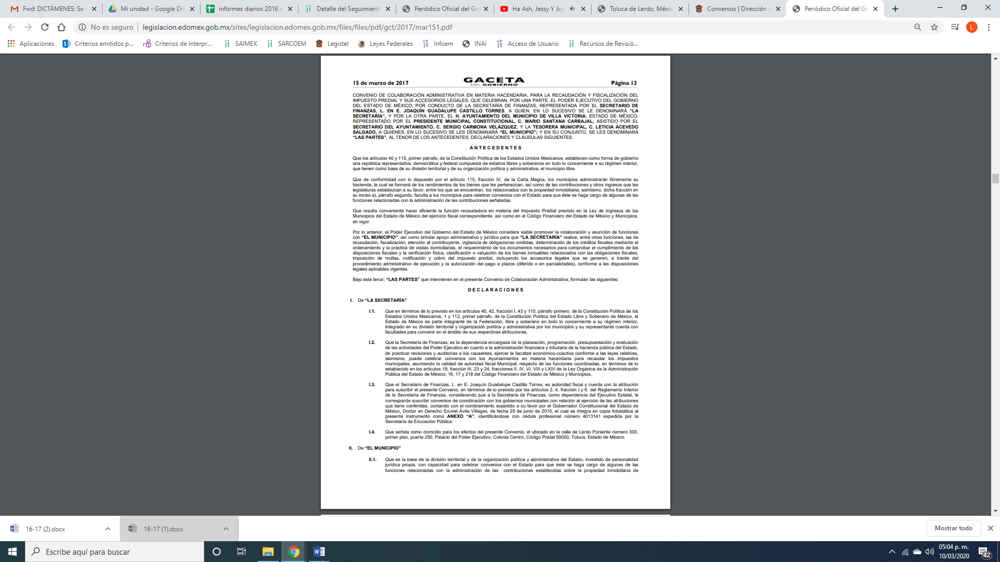 Fwd: DICTÁMENES: Se r
Mi unidad - Google Dri
informes diarios 2018.x
Detalle del Seguimiento
Periódico Oficial del Go
Ha Ash, Jessy Y Joy
Toluca de Lerdo, México
Convenios | Dirección d
Periódico Oficial del Go
No es seguro | legislacion.edomex.gob.mx/sites/legislacion.edomex.gob.mx/files/files/pdf/gct/2017/mar151.pdf
Aplicaciones
Criterios emitidos p...
Criterios de Interpr...
SAIMEX
SARCOEM
Legistel
Leyes Federales
Infoem
INAI
Acceso de Usuario
Recursos de Revisió...
15 de marzo de 2017
GACETA
DEL GOBIERNO
Página 13
CONVENIO DE COLABORACIÓN ADMINISTRATIVA EN MATERIA HACENDARIA, PARA LA RECAUDACIÓN Y FISCALIZACIÓN DEL
IMPUESTO PREDIAL Y SUS ACCESORIOS LEGALES, QUE CELEBRAN, POR UNA PARTE, EL PODER EJECUTIVO DEL GOBIERNO
DEL ESTADO DE MÉXICO, POR CONDUCTO DE LA SECRETARÍA DE FINANZAS, REPRESENTADA POR EL SECRETARIO DE
FINANZAS, L. EN E. JOAQUÍN GUADALUPE CASTILLO TORRES, A QUIEN, EN LO SUCESIVO SE LE DENOMINARÁ “LA
SECRETARÍA”, Y POR LA OTRA PARTE, EL H. AYUNTAMIENTO DEL MUNICIPIO DE VILLA VICTORIA, ESTADO DE MÉXICO,
REPRESENTADO POR EL PRESIDENTE MUNICIPAL CONSTITUCIONAL, C. MARIO SANTANA CARBAJAL, ASISTIDO POR EL
SECRETARIO DEL AYUNTAMIENTO, C. SERGIO CARMONA VELÁZQUEZ, Y LA TESORERA MUNICIPAL, C. LETICIA ACEVEDO
SALGADO, A QUIENES, EN LO SUCESIVO SE LES DENOMINARÁ “EL MUNICIPIO”; Y EN SU CONJUNTO, SE LES DENOMINARÁ
“LAS PARTES”, AL TENOR DE LOS ANTECEDENTES, DECLARACIONES Y CLÁUSULAS SIGUIENTES:
A N T E C E D E N T E S
Que los artículos 40 y 115, primer párrafo, de la Constitución Política de los Estados Unidos Mexicanos, establecen como forma de gobierno
una república representativa, democrática y federal compuesta de estados libres y soberanos en todo lo concerniente a su régimen interior,
que tienen como base de su división territorial y de su organización política y administrativa, el municipio libre.
Que de conformidad con lo dispuesto por el artículo 115, fracción IV, de la Carta Magna, los municipios administrarán libremente su
hacienda, la cual se formará de los rendimientos de los bienes que les pertenezcan, así como de las contribuciones y otros ingresos que las
legislaturas establezcan a su favor, entre los que se encuentran, los relacionados con la propiedad inmobiliaria; asimismo, dicha fracción en
su inciso a), párrafo segundo, faculta a los municipios para celebrar convenios con el Estado para que éste se haga cargo de algunas de las
funciones relacionadas con la administración de las contribuciones señaladas.
Que resulta conveniente hacer eficiente la función recaudadora en materia del Impuesto Predial previsto en la Ley de Ingresos de los
Municipios del Estado de México del ejercicio fiscal correspondiente, así como en el Código Financiero del Estado de México y Municipios,
en vigor.
Por lo anterior, el Poder Ejecutivo del Gobierno del Estado de México considera viable promover la colaboración y asunción de funciones
con “EL MUNICIPIO”, así como brindar apoyo administrativo y jurídico para que “LA SECRETARÍA” realice, entre otras funciones, las de
recaudación, fiscalización, atención al contribuyente, vigilancia de obligaciones omitidas, determinación de los créditos fiscales mediante el
ordenamiento y la práctica de visitas domiciliarias, el requerimiento de los documentos necesarios para comprobar el cumplimiento de las
disposiciones fiscales y la verificación física, clasificación o valuación de los bienes inmuebles relacionados con las obligaciones fiscales,
imposición de multas, notificación y cobro del impuesto predial, incluyendo los accesorios legales que se generen, a través del
procedimiento administrativo de ejecución y la autorización del pago a plazos (diferido o en parcialidades), conforme a las disposiciones
legales aplicables vigentes.
Bajo este tenor, “LAS PARTES” que intervienen en el presente Convenio de Colaboración Administrativa, formulan las siguientes:
D E C L A R A C I O N E S
I. De “LA SECRETARÍA”
I.1. Que en términos de lo previsto en los artículos 40, 42, fracción I, 43 y 115, párrafo primero, de la Constitución Política de los
Estados Unidos Mexicanos; 1 y 112, primer párrafo, de la Constitución Política del Estado Libre y Soberano de México, el
Estado de México es parte integrante de la Federación, libre y soberano en todo lo concerniente a su régimen interior,
integrado en su división territorial y organización política y administrativa por los municipios y su representante cuenta con
facultades para convenir en el ámbito de sus respectivas atribuciones.
I.2. Que la Secretaría de Finanzas, es la dependencia encargada de la planeación, programación, presupuestación y evaluación
de las actividades del Poder Ejecutivo en cuanto a la administración financiera y tributaria de la hacienda pública del Estado,
de practicar revisiones y auditorías a los causantes, ejercer la facultad económico-coactiva conforme a las leyes relativas,
asimismo, puede celebrar convenios con los Ayuntamientos en materia hacendaria para recaudar los impuestos
municipales, asumiendo la calidad de autoridad fiscal Municipal, respecto de las funciones coordinadas, en términos de lo
establecido en los artículos 19, fracción III, 23 y 24, fracciones II, IV, VI, VIII y LXIV de la Ley Orgánica de la Administración
Pública del Estado de México; 16, 17 y 218 del Código Financiero del Estado de México y Municipios.
I.3. Que el Secretario de Finanzas, L. en E. Joaquín Guadalupe Castillo Torres, es autoridad fiscal y cuenta con la atribución
para suscribir el presente Convenio, en términos de lo previsto por los artículos 2, 4, fracción I y 6 del Reglamento Interior
de la Secretaría de Finanzas, considerando que a la Secretaría de Finanzas, como dependencia del Ejecutivo Estatal, le
corresponde suscribir convenios de coordinación con los gobiernos municipales con relación al ejercicio de las atribuciones
que tiene conferidas, contando con el nombramiento expedido a su favor por el Gobernador Constitucional del Estado de
México, Doctor en Derecho Eruviel Ávila Villegas, de fecha 25 de junio de 2015, el cual se integra en copia fotostática al
presente instrumento como ANEXO “A”, identificándose con cédula profesional número 4013141 expedida por la
Secretaría de Educación Pública.
I.4. Que señala como domicilio para los efectos del presente Convenio, el ubicado en la calle de Lerdo Poniente número 300,
primer piso, puerta 250, Palacio del Poder Ejecutivo, Colonia Centro, Código Postal 50000, Toluca, Estado de México.
II. De “EL MUNICIPIO”
II.1. Que es la base de la división territorial y de la organización política y administrativa del Estado, investido de personalidad
jurídica propia, con capacidad para celebrar convenios con el Estado para que éste se haga cargo de algunas de las
funciones relacionadas con la administración de las contribuciones establecidas sobre la propiedad inmobiliaria de
16-17 (2).docx
16-17 (1).docx
Mostrar todo
Escribe aquí para buscar
05:04 p. m.
10/03/2020
42